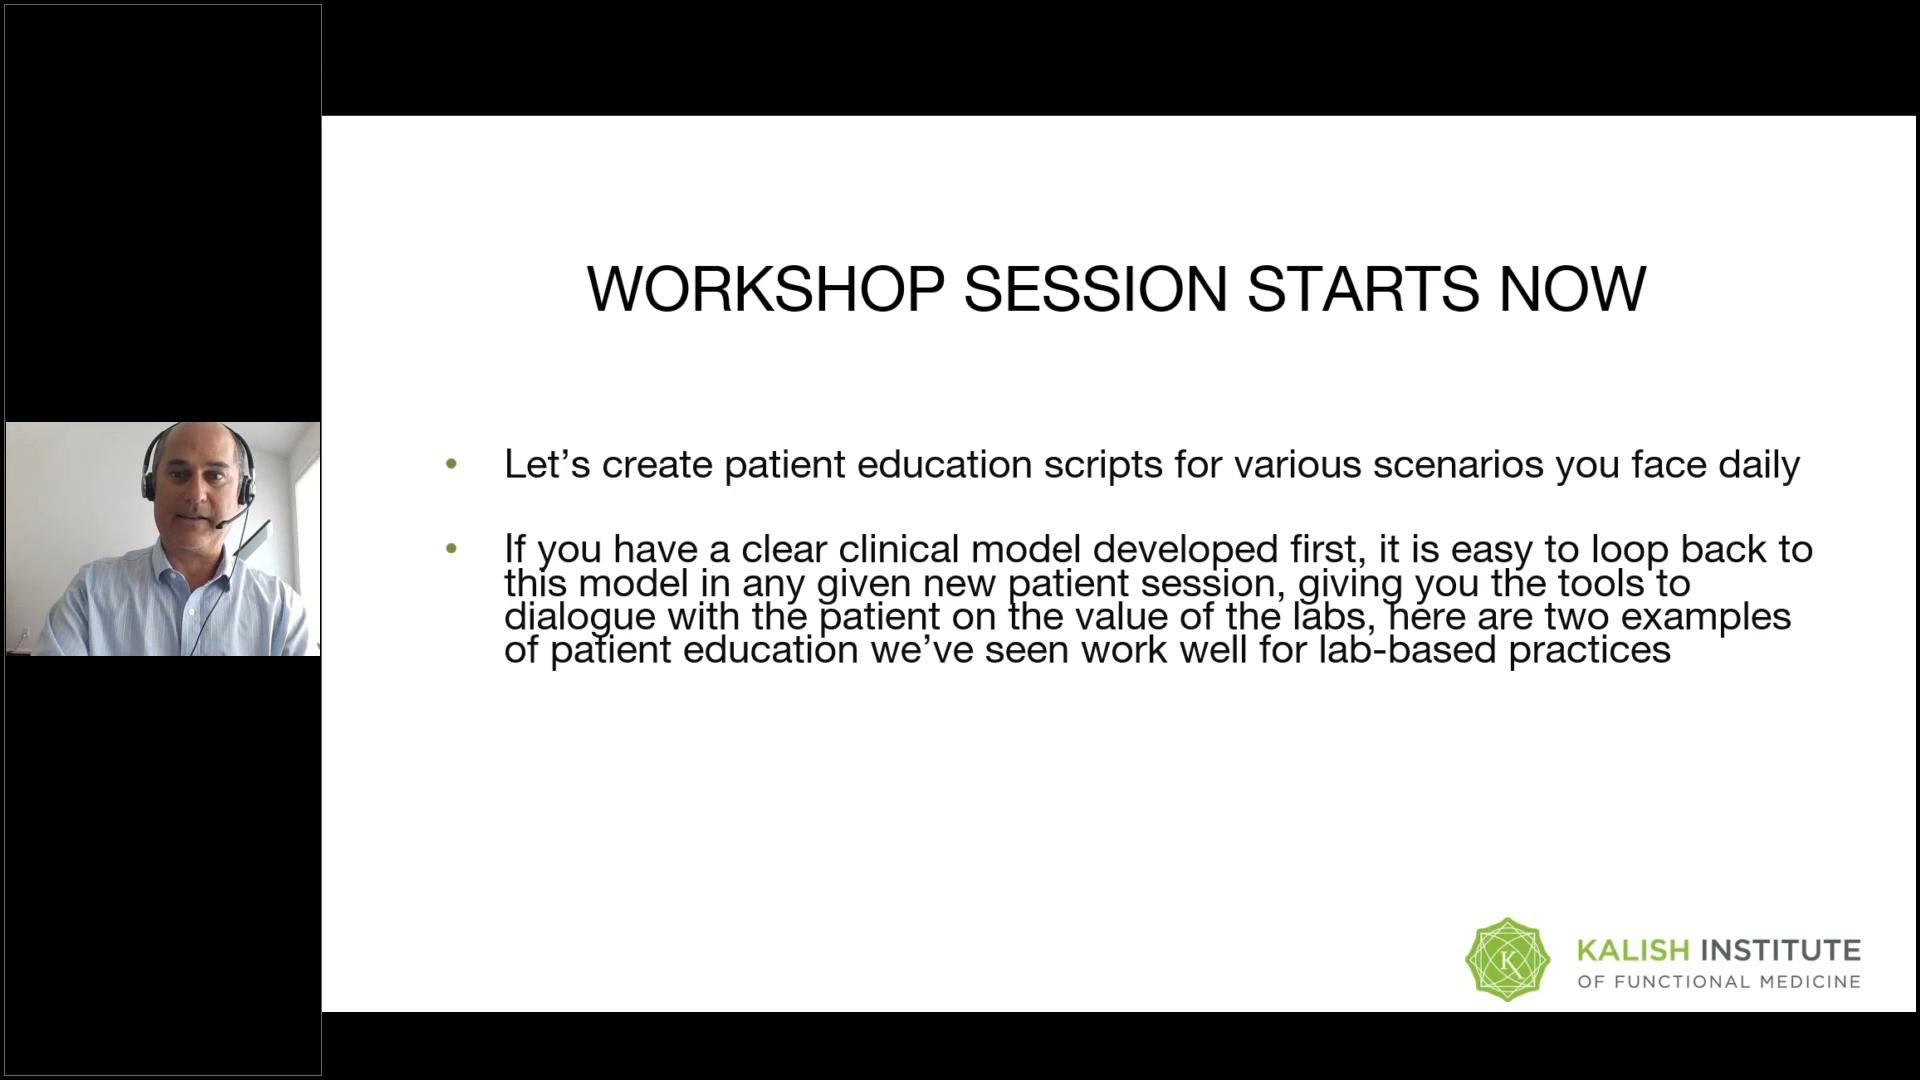 WORKSHOP SESSION STARTS NOW
• Let’s create patient education scripts for various scenarios you face daily
• If you have a clear clinical model developed first, it is easy to loop back to
this model in any given new patient session, giving you the tools to
dialogue with the patient on the value of the labs, here are two examples
of patient education we’ve seen work well for lab-based practices
K
KALISH INSTITUTE
OF FUNCTIONAL MEDICINE